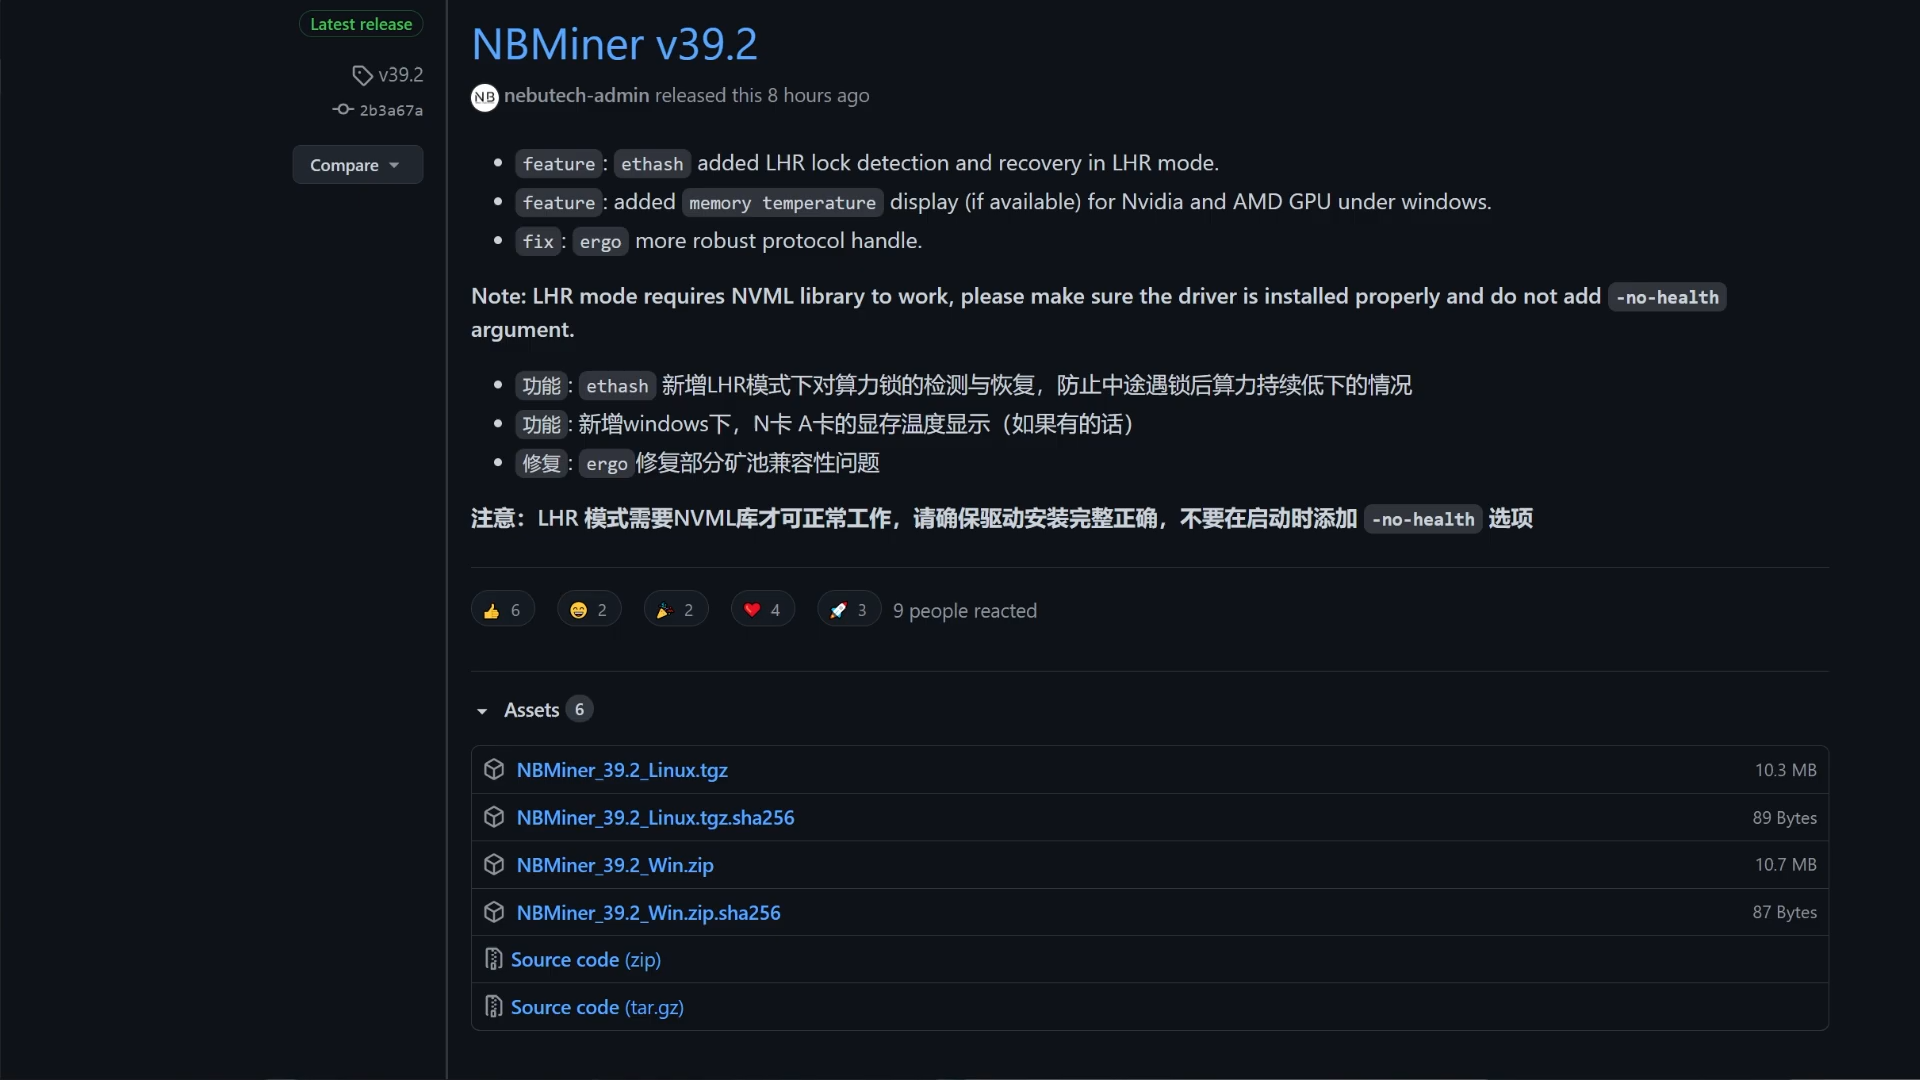 Latest release
v39.2
2b3a67a
Compare
NBMiner v39.2
NB nebutech-admin released this 8 hours ago
feature: ethash added LHR lock detection and recovery in LHR mode.
feature: added memory temperature display (if available) for Nvidia and AMD GPU under windows.
fix: ergo more robust protocol handle.
Note: LHR mode requires NVML library to work, please make sure the driver is installed properly and do not add -no-health
argument.
功能: ethash 新增LHR模式下对算力锁的检测与恢复，防止中途遇锁后算力持续低下的情况
功能: 新增windows下，N卡 A卡的显存温度显示（如果有的话）
修复: ergo修复部分矿池兼容性问题
注意：LHR 模式需要NVML库才可正常工作，请确保驱动安装完整正确，不要在启动时添加 -no-health 选项
👍 6 😄 2 🎉 2 ❤️ 4 🚀 3 9 people reacted
Assets 6
NBMiner_39.2_Linux.tgz 10.3 MB
NBMiner_39.2_Linux.tgz.sha256 89 Bytes
NBMiner_39.2_Win.zip 10.7 MB
NBMiner_39.2_Win.zip.sha256 87 Bytes
Source code (zip)
Source code (tar.gz)